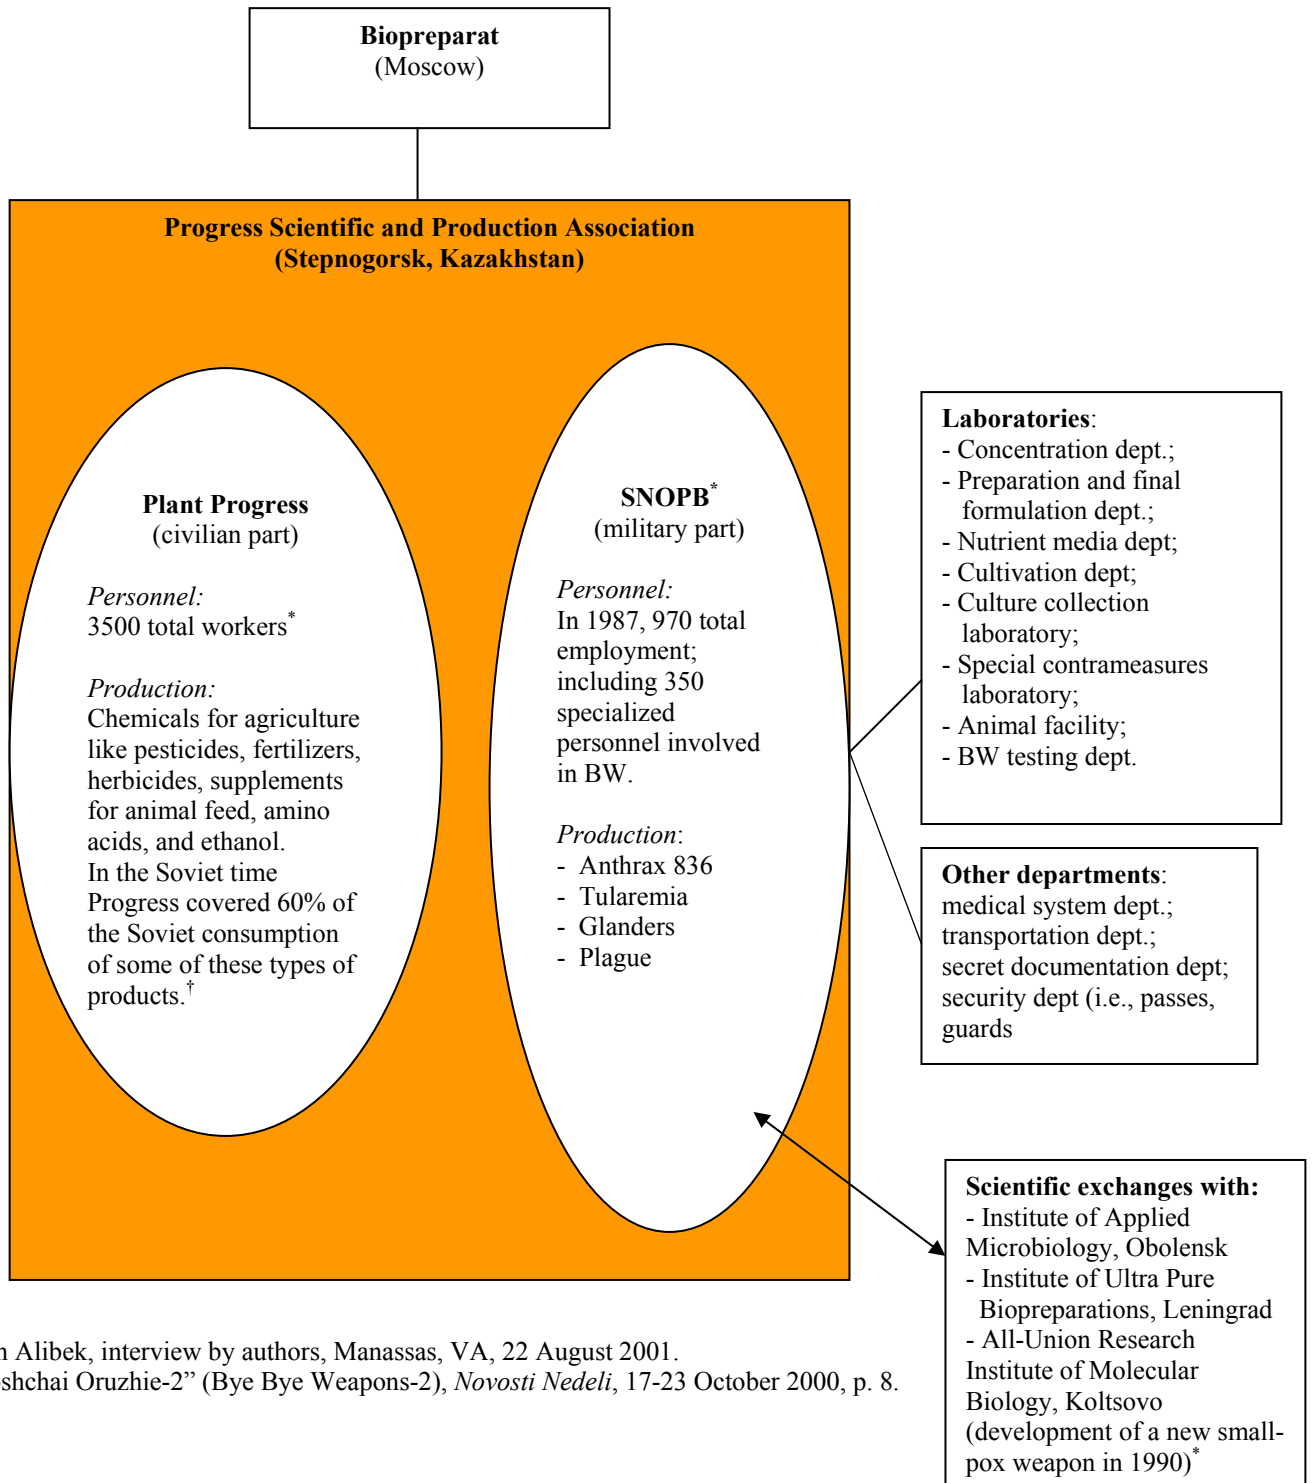 Biopreparat
(Moscow)
Progress Scientific and Production Association
(Stepnogorsk, Kazakhstan)
Plant Progress
(civilian part)
Personnel:
3500 total workers*
Production:
Chemicals for agriculture
like pesticides, fertilizers,
herbicides, supplements
for animal feed, amino
acids, and ethanol.
In the Soviet time
Progress covered 60% of
the Soviet consumption
of some of these types of
products.†
SNOPB*
(military part)
Personnel:
In 1987, 970 total
employment;
including 350
specialized
personnel involved
in BW.
Production:
- Anthrax 836
- Tularemia
- Glanders
- Plague
Laboratories:
- Concentration dept.;
- Preparation and final
formulation dept.;
- Nutrient media dept;
- Cultivation dept;
- Culture collection
laboratory;
- Special contrameasures
laboratory;
- Animal facility;
- BW testing dept.
Other departments:
medical system dept.;
transportation dept.;
secret documentation dept;
security dept (i.e., passes,
guards
Scientific exchanges with:
- Institute of Applied
Microbiology, Obolensk
- Institute of Ultra Pure
Biopreparations, Leningrad
- All-Union Research
Institute of Molecular
Biology, Koltsovo
(development of a new small-
pox weapon in 1990)*
n Alibek, interview by authors, Manassas, VA, 22 August 2001.
oshchai Oruzhie-2” (Bye Bye Weapons-2), Novosti Nedeli, 17-23 October 2000, p. 8.